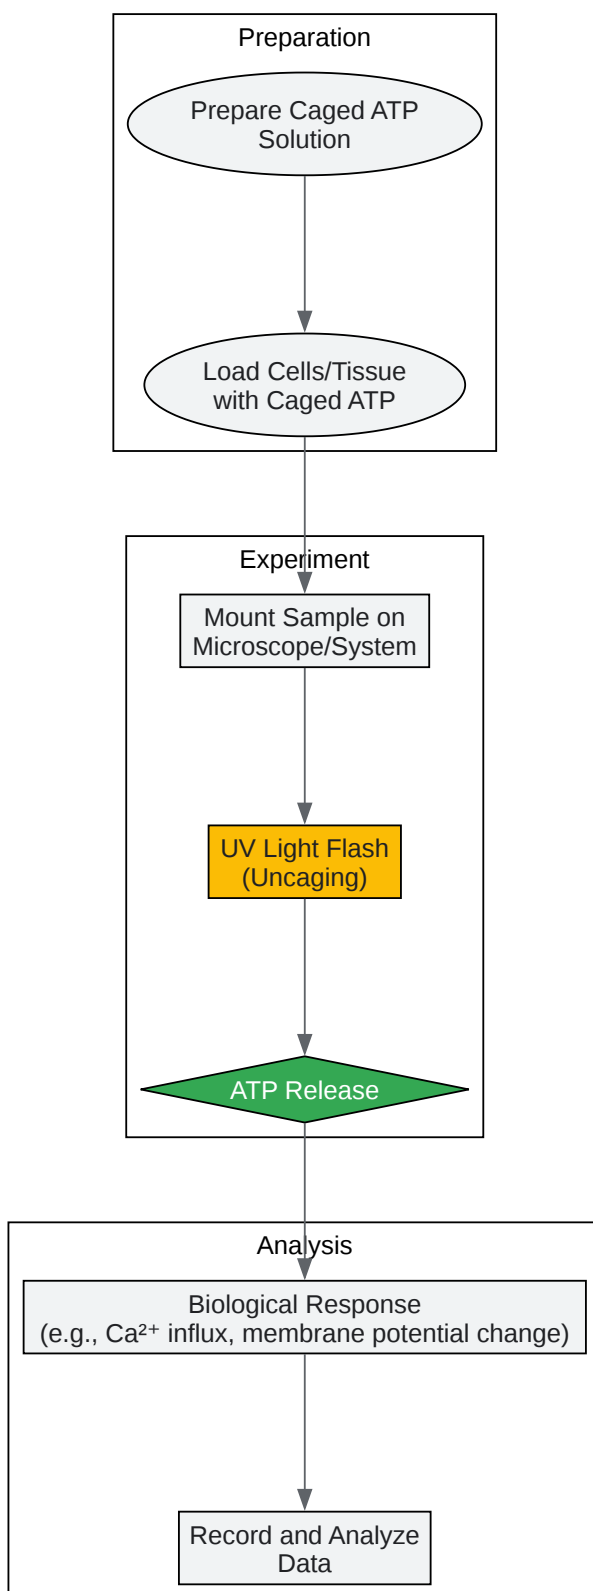 Preparation
Prepare Caged ATP
Solution
Load Cells/Tissue
with Caged ATP
Experiment
Mount Sample on
Microscope/System
UV Light Flash
(Uncaging)
ATP Release
Analysis
Biological Response
(e.g., Ca²⁺ influx, membrane potential change)
Record and Analyze
Data